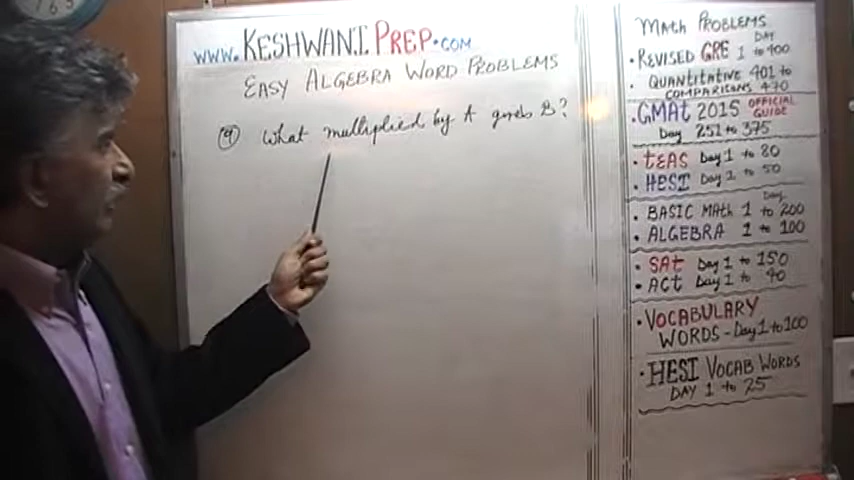 www.KESHWANIPREP.com
EASY ALGEBRA WORD PROBLEMS
9 What multiplied by A gives B?
MATH PROBLEMS
DAY
• REVISED GRE 1 to 400
• QUANTITATIVE 401 to
COMPARISONS 470
• GMAt 2015 OFFICIAL
GUIDE
Day 251 to 375
• tEAS Day 1 to 80
• HESI Day 1 to 50
Day
• BASIC MAth 1 to 200
• ALGEBRA 1 to 100
• SAt Day 1 to 150
• ACt Day 1 to 90
• VOCABULARY
WORDS - Day 1 to 100
• HESI VOCAB WORDS
DAY 1 to 25